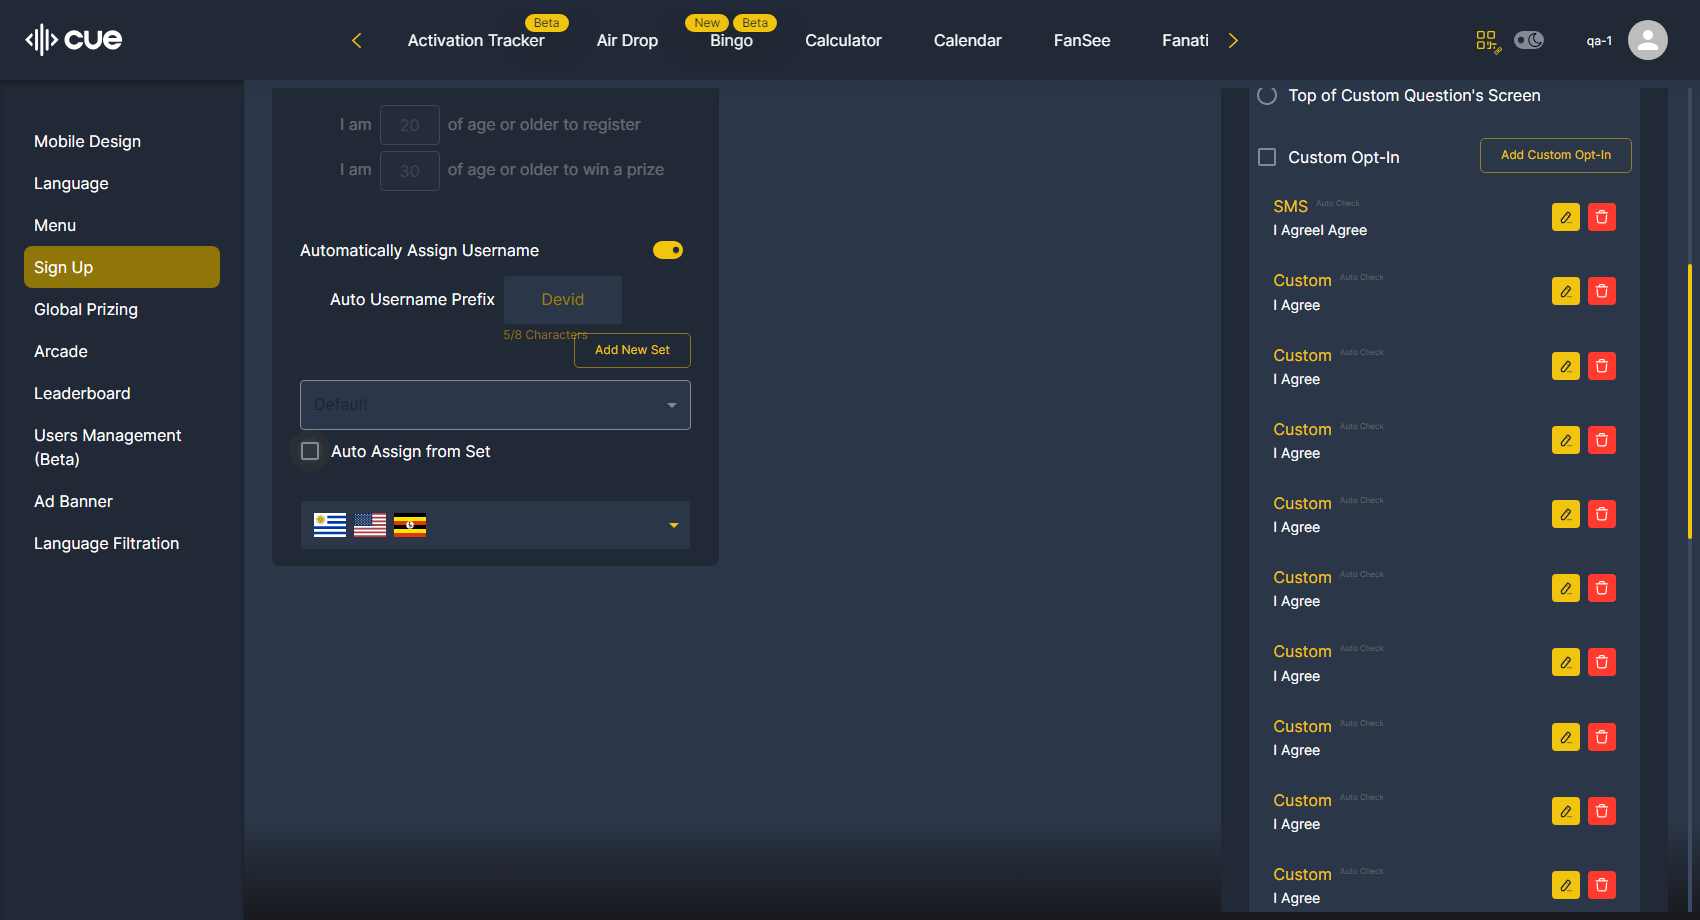 cue
Beta
New
Beta
Activation Tracker
Air Drop
Bingo
Calculator
Calendar
FanSee
Fanati
qa-1
Mobile Design
Language
Menu
Sign Up
Global Prizing
Arcade
Leaderboard
Users Management
(Beta)
Ad Banner
Language Filtration
I am 20 of age or older to register
I am 30 of age or older to win a prize
Automatically Assign Username
Auto Username Prefix Devid
5/8 Characters
Add New Set
Default
Auto Assign from Set
Top of Custom Question's Screen
Custom Opt-In
Add Custom Opt-In
SMS Auto Check
I AgreeI Agree
Custom Auto Check
I Agree
Custom Auto Check
I Agree
Custom Auto Check
I Agree
Custom Auto Check
I Agree
Custom Auto Check
I Agree
Custom Auto Check
I Agree
Custom Auto Check
I Agree
Custom Auto Check
I Agree
Custom Auto Check
I Agree